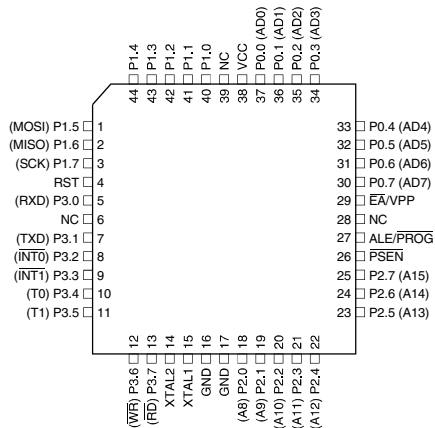 P1.4
P1.3
P1.2
P1.1
P1.0
NC
VCC
P0.0 (AD0)
P0.1 (AD1)
P0.2 (AD2)
P0.3 (AD3)
44
43
42
41
40
39
38
37
36
35
34
(MOSI) P1.5 1
(MISO) P1.6 2
(SCK) P1.7 3
RST 4
(RXD) P3.0 5
NC 6
(TXD) P3.1 7
(I̅N̅T̅0̅) P3.2 8
(I̅N̅T̅1̅) P3.3 9
(T0) P3.4 10
(T1) P3.5 11
33 P0.4 (AD4)
32 P0.5 (AD5)
31 P0.6 (AD6)
30 P0.7 (AD7)
29 E̅A̅/VPP
28 NC
27 ALE/P̅R̅O̅G̅
26 P̅S̅E̅N̅
25 P2.7 (A15)
24 P2.6 (A14)
23 P2.5 (A13)
12
13
14
15
16
17
18
19
20
21
22
(W̅R̅) P3.6
(R̅D̅) P3.7
XTAL2
XTAL1
GND
GND
(A8) P2.0
(A9) P2.1
(A10) P2.2
(A11) P2.3
(A12) P2.4